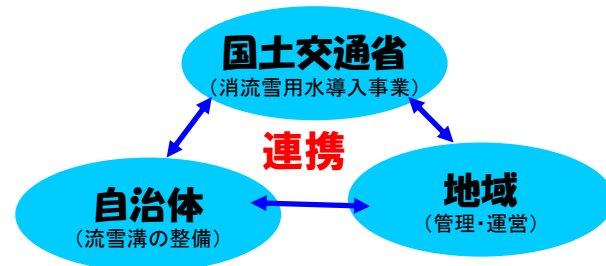 国土交通省
（消流雪用水導入事業）
連携
自治体
（流雪溝の整備）
地域
（管理・運営）